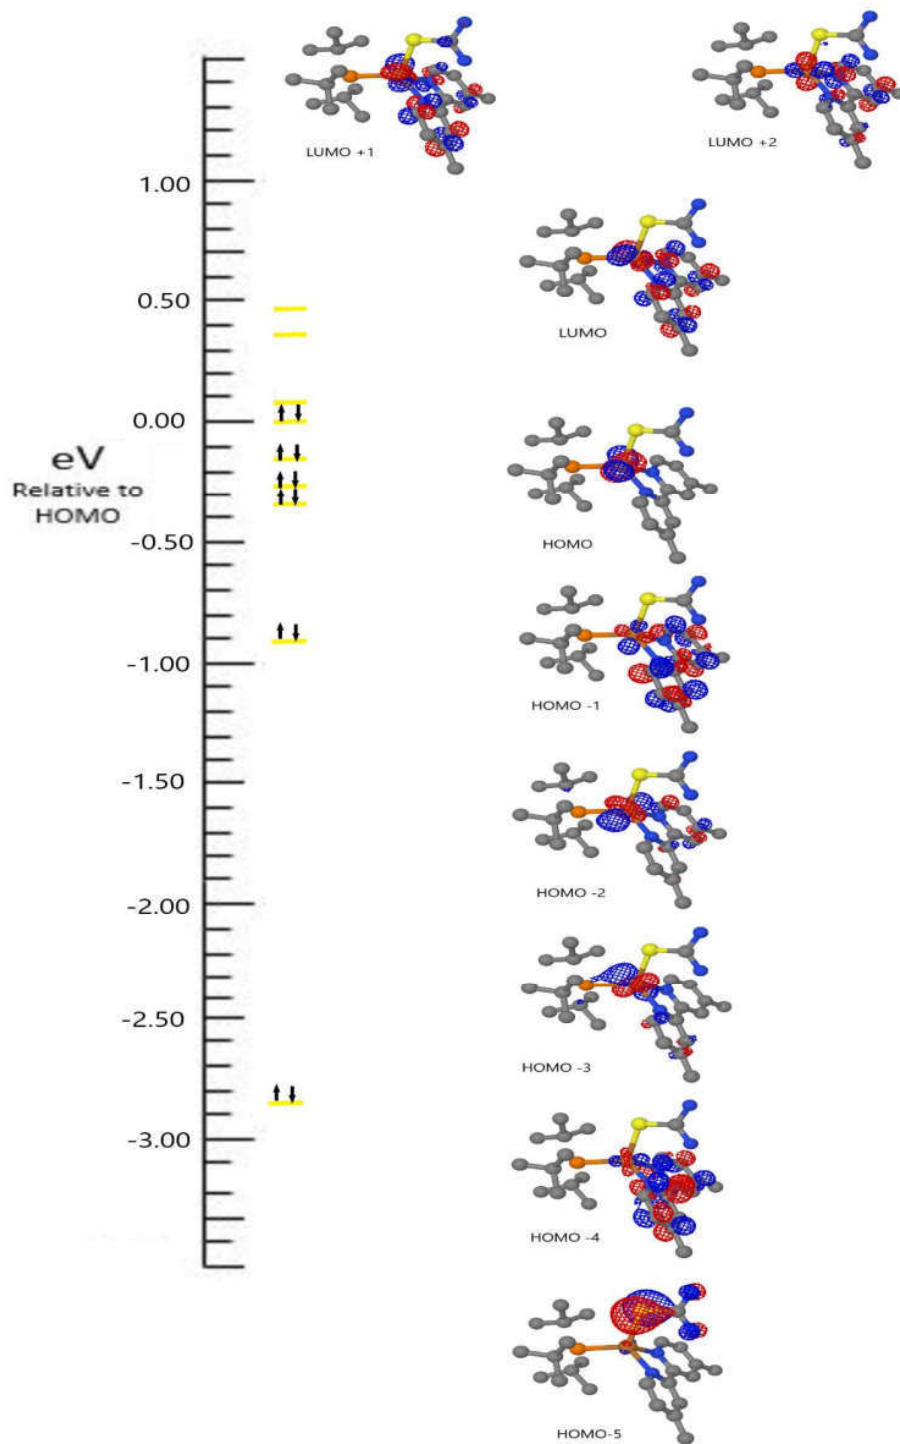 LUMO +1
LUMO +2
1.00
LUMO
0.50
0.00
HOMO
eV
Relative to
HOMO
-0.50
HOMO -1
-1.00
-1.50
HOMO -2
-2.00
-2.50
HOMO -3
-3.00
HOMO -4
HOMO-5